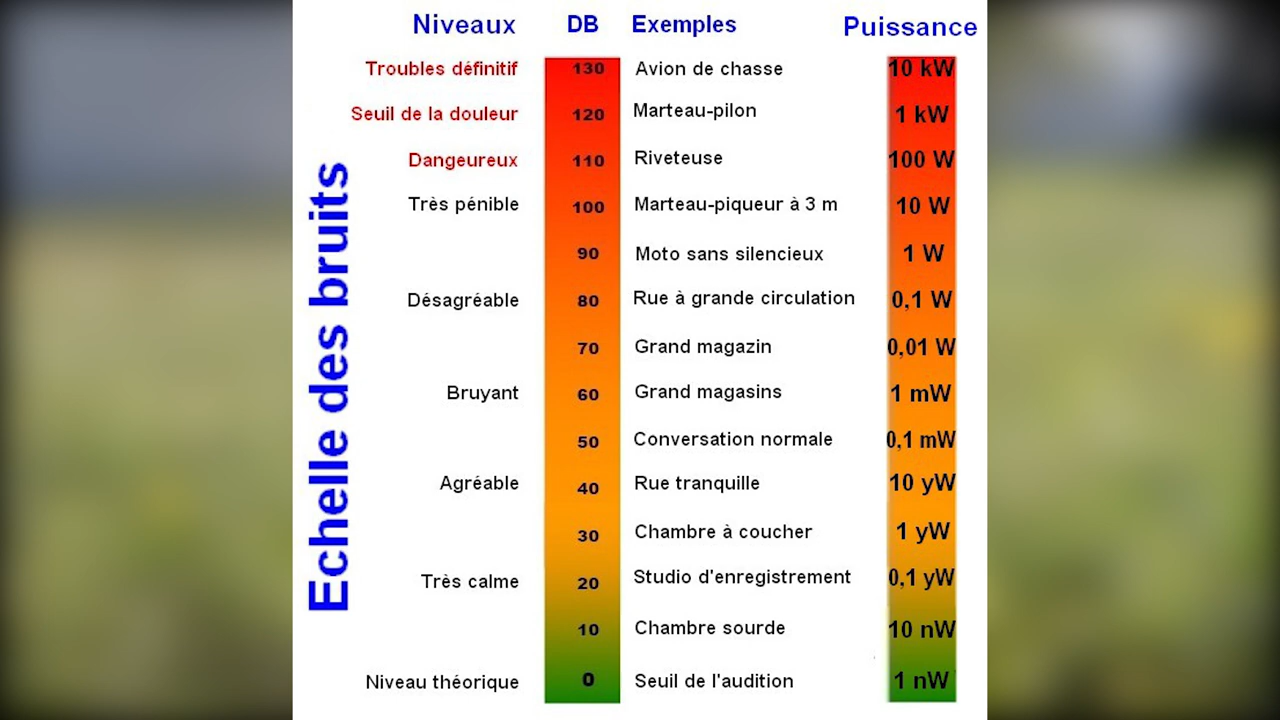 Echelle des bruits
Niveaux DB Exemples Puissance
Troubles définitif 130 Avion de chasse 10 kW
Seuil de la douleur 120 Marteau-pilon 1 kW
Dangeureux 110 Riveteuse 100 W
Très pénible 100 Marteau-piqueur à 3 m 10 W
90 Moto sans silencieux 1 W
Désagréable 80 Rue à grande circulation 0,1 W
70 Grand magazin 0,01 W
Bruyant 60 Grand magasins 1 mW
50 Conversation normale 0,1 mW
Agréable 40 Rue tranquille 10 yW
30 Chambre à coucher 1 yW
Très calme 20 Studio d'enregistrement 0,1 yW
10 Chambre sourde 10 nW
Niveau théorique 0 Seuil de l'audition 1 nW